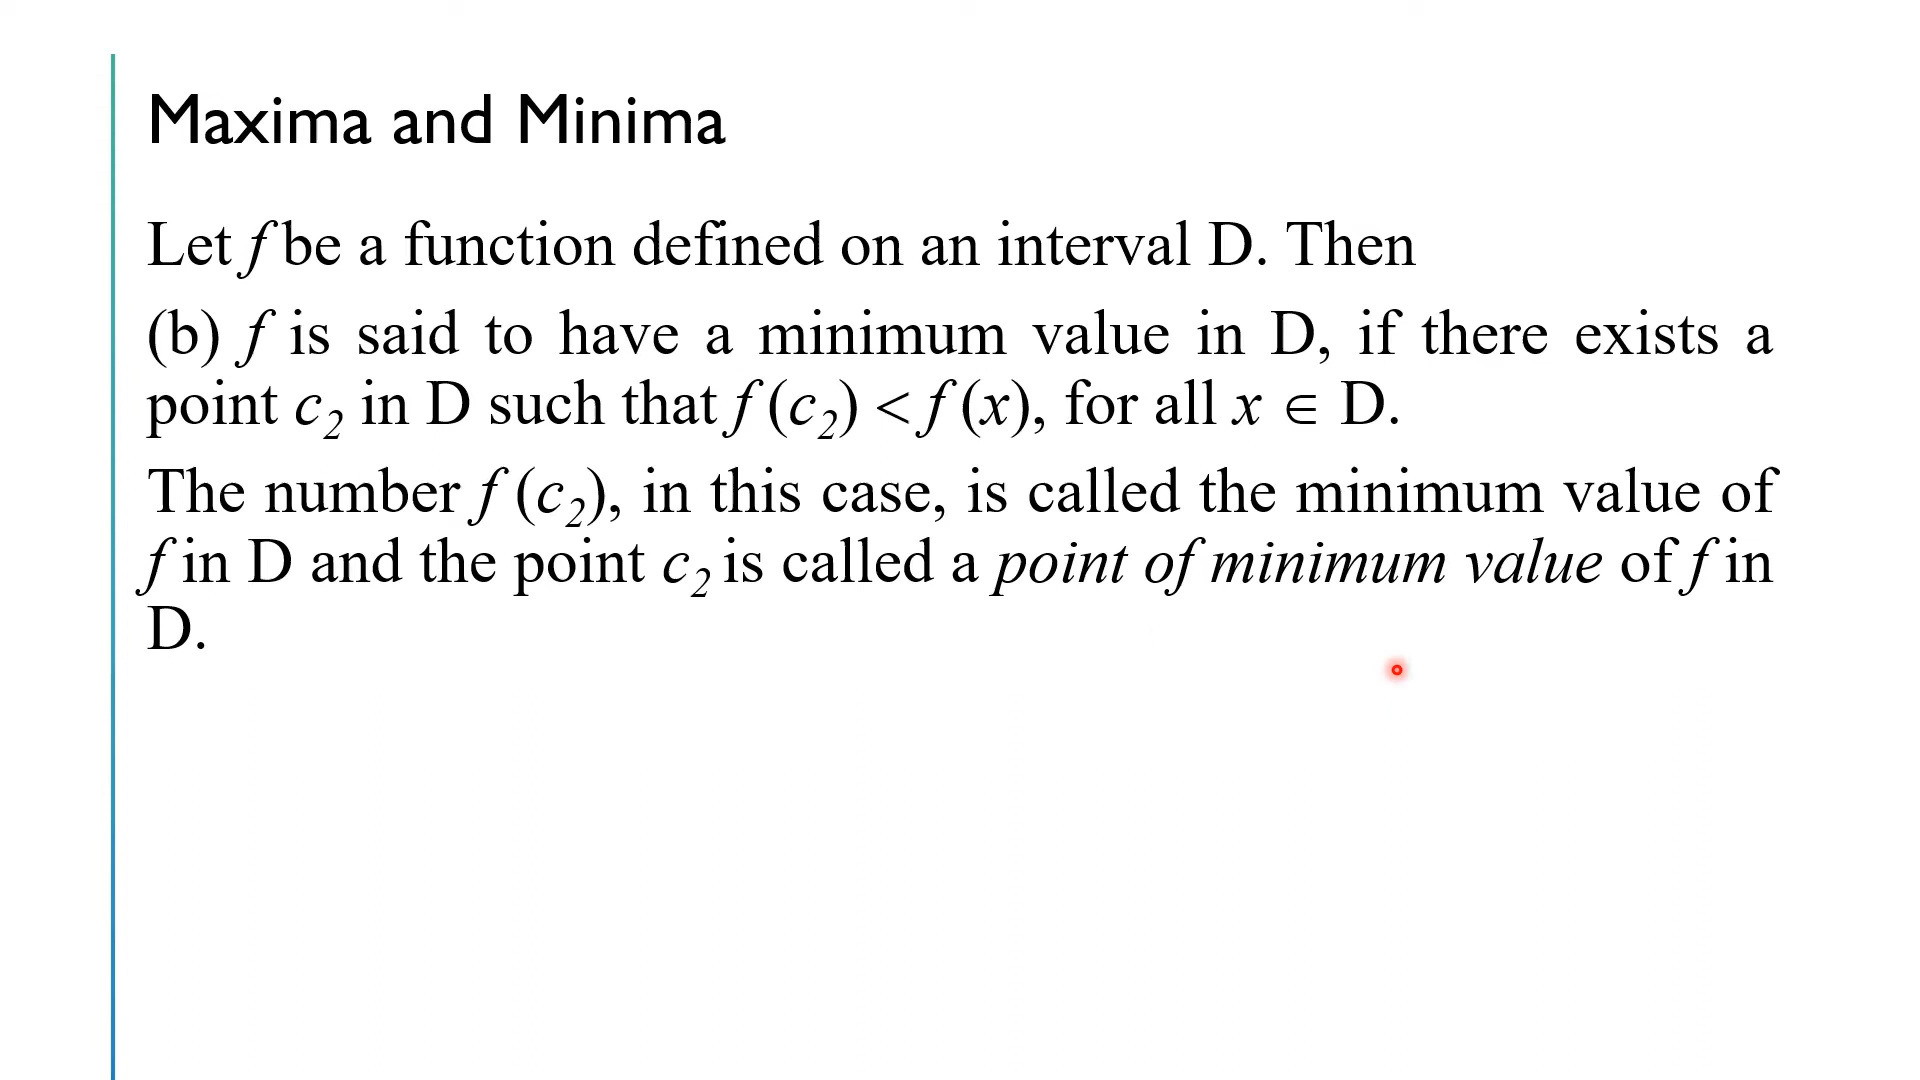 Maxima and Minima
Let f be a function defined on an interval D. Then
(b) f is said to have a minimum value in D, if there exists a
point c₂ in D such that f (c₂) < f (x), for all x ∈ D.
The number f (c₂), in this case, is called the minimum value of
f in D and the point c₂ is called a point of minimum value of f in
D.